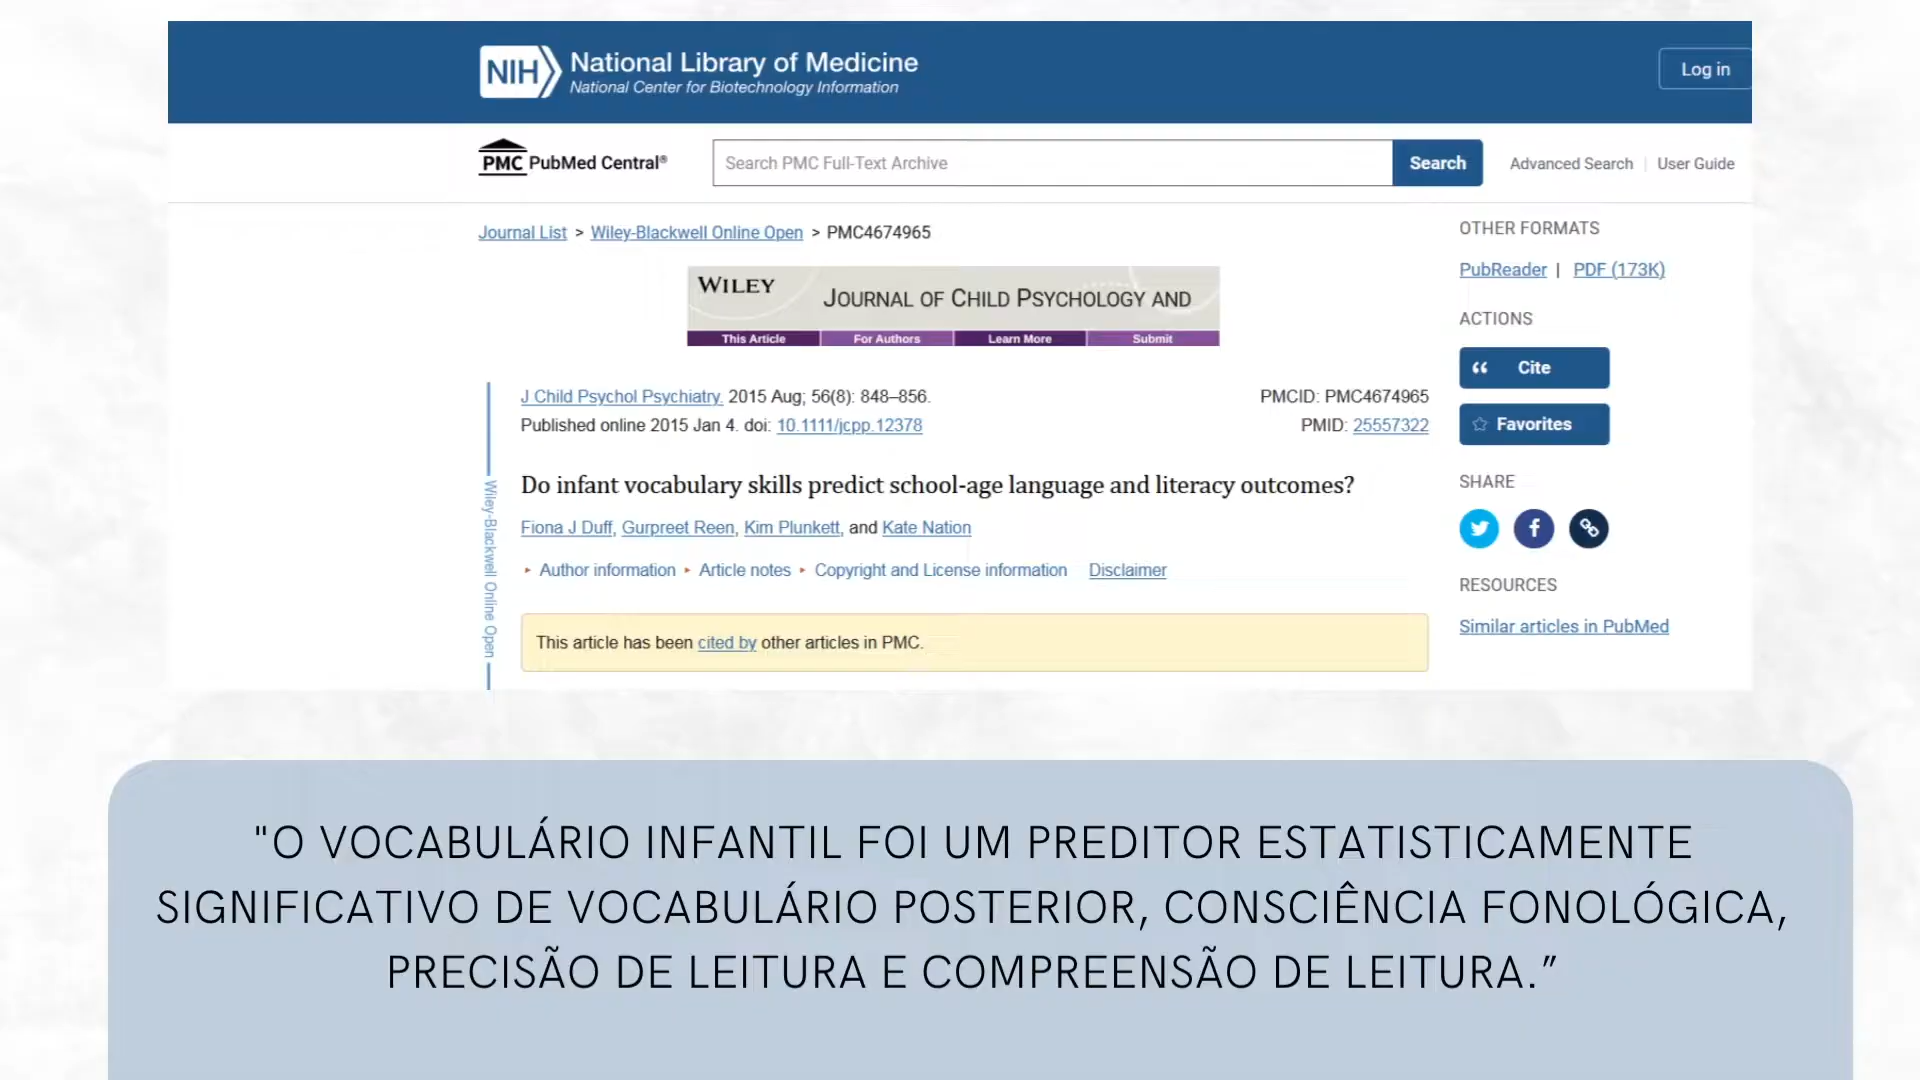 NIH National Library of Medicine
National Center for Biotechnology Information
Log in
PMC PubMed Central®
Search PMC Full-Text Archive
Search
Advanced Search | User Guide
Journal List > Wiley-Blackwell Online Open > PMC4674965
WILEY
JOURNAL OF CHILD PSYCHOLOGY AND
This Article For Authors Learn More Submit
J Child Psychol Psychiatry. 2015 Aug; 56(8): 848–856.
Published online 2015 Jan 4. doi: 10.1111/jcpp.12378
PMCID: PMC4674965
PMID: 25557322
Do infant vocabulary skills predict school-age language and literacy outcomes?
Fiona J Duff, Gurpreet Reen, Kim Plunkett, and Kate Nation
Author information Article notes Copyright and License information Disclaimer
This article has been cited by other articles in PMC.
Wiley-Blackwell Online Open
OTHER FORMATS
PubReader | PDF (173K)
ACTIONS
Cite
Favorites
SHARE
RESOURCES
Similar articles in PubMed
"O VOCABULÁRIO INFANTIL FOI UM PREDITOR ESTATISTICAMENTE
SIGNIFICATIVO DE VOCABULÁRIO POSTERIOR, CONSCIÊNCIA FONOLÓGICA,
PRECISÃO DE LEITURA E COMPREENSÃO DE LEITURA.”